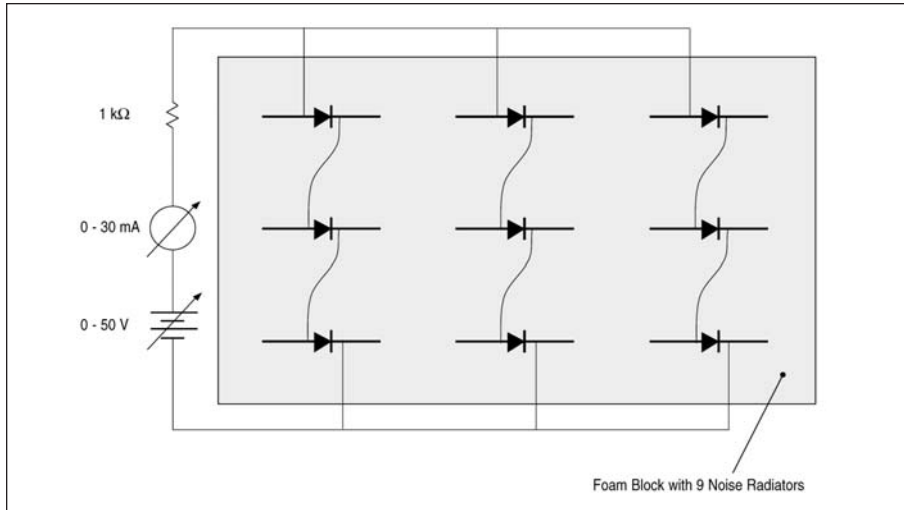 1 kΩ
0 - 30 mA
0 - 50 V
Foam Block with 9 Noise Radiators